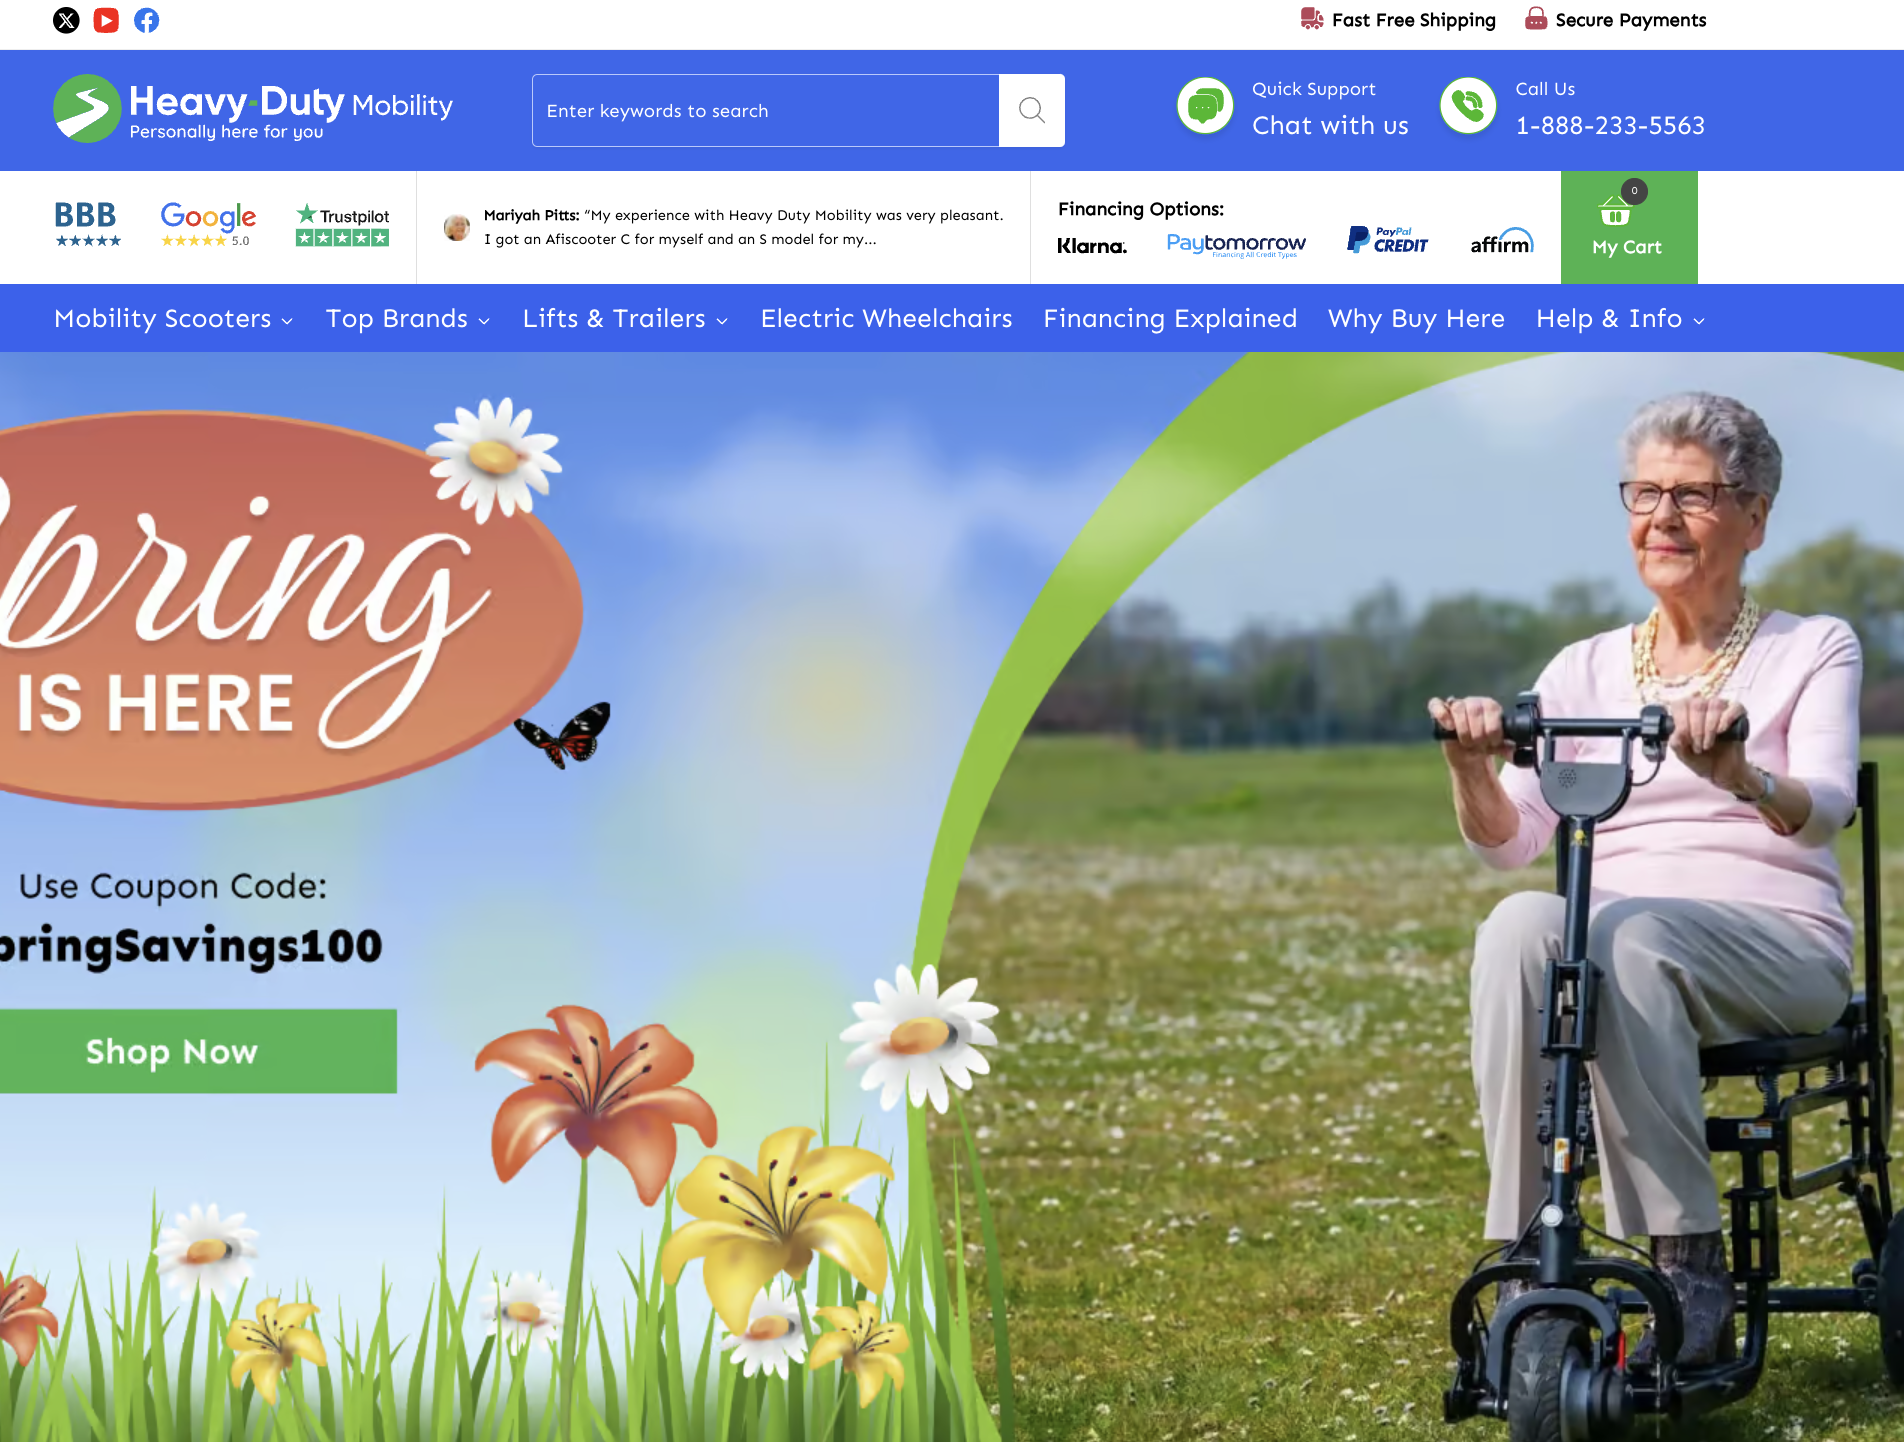 Fast Free Shipping
Secure Payments
Heavy-Duty Mobility
Personally here for you
Enter keywords to search
Quick Support
Chat with us
Call Us
1-888-233-5563
BBB
Google
5.0
Trustpilot
Mariyah Pitts: "My experience with Heavy Duty Mobility was very pleasant.
I got an Afiscooter C for myself and an S model for my...
Financing Options:
Klarna.
Paytomorrow
Financing All Credit Types
PayPal
CREDIT
affirm
0
My Cart
Mobility Scooters
Top Brands
Lifts & Trailers
Electric Wheelchairs
Financing Explained
Why Buy Here
Help & Info
Spring
IS HERE
Use Coupon Code:
pringSavings100
Shop Now